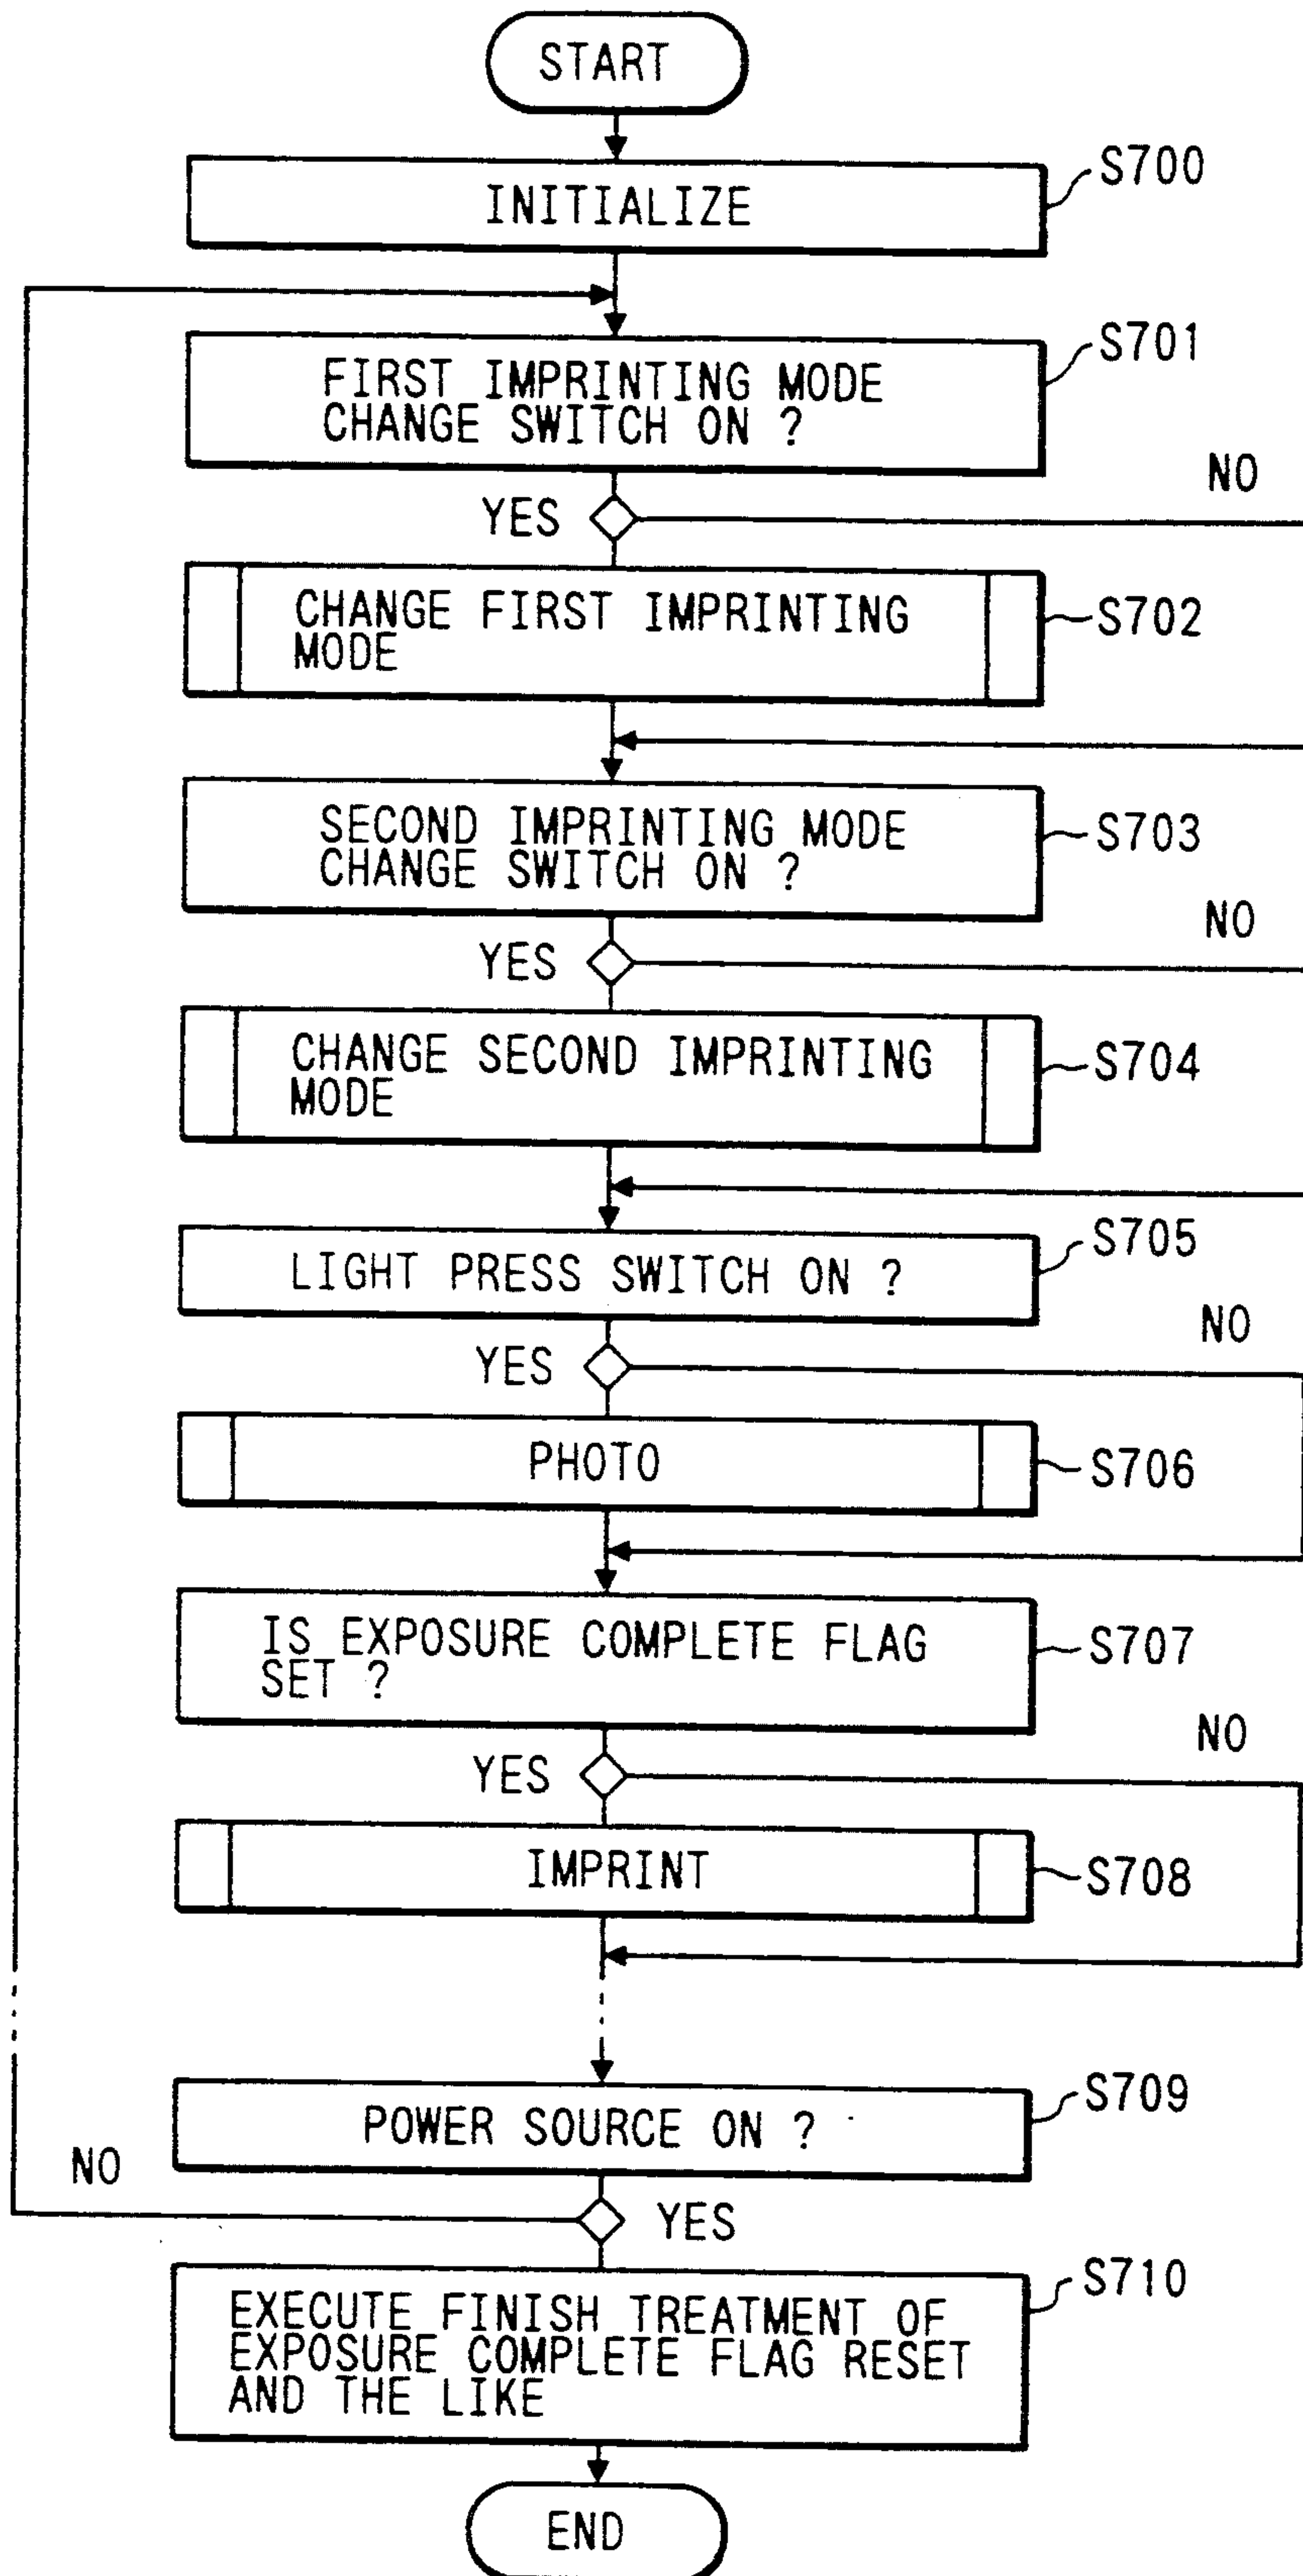 START
INITIALIZE
S700
FIRST IMPRINTING MODE
CHANGE SWITCH ON ?
S701
YES
NO
CHANGE FIRST IMPRINTING
MODE
S702
SECOND IMPRINTING MODE
CHANGE SWITCH ON ?
S703
YES
NO
CHANGE SECOND IMPRINTING
MODE
S704
LIGHT PRESS SWITCH ON ?
S705
YES
NO
PHOTO
S706
IS EXPOSURE COMPLETE FLAG
SET ?
S707
YES
NO
IMPRINT
S708
POWER SOURCE ON ?
S709
NO
YES
EXECUTE FINISH TREATMENT OF
EXPOSURE COMPLETE FLAG RESET
AND THE LIKE
S710
END